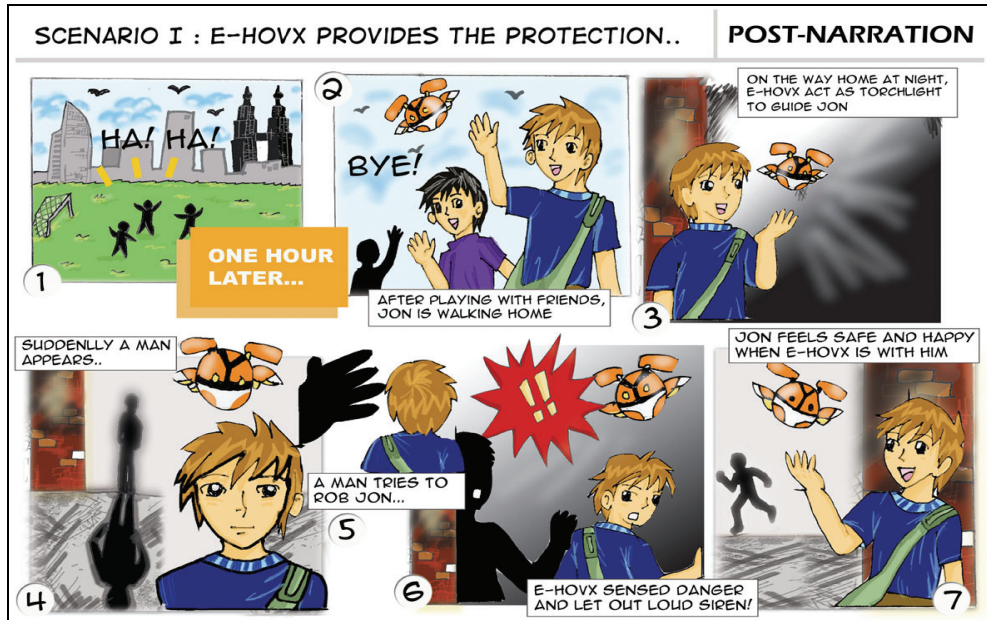 SCENARIO I : E-HOVX PROVIDES THE PROTECTION..
POST-NARRATION
1
HA! HA!
ONE HOUR
LATER...
2
BYE!
AFTER PLAYING WITH FRIENDS,
JON IS WALKING HOME
ON THE WAY HOME AT NIGHT,
E-HOVX ACT AS TORCHLIGHT
TO GUIDE JON
3
SUDDENLLY A MAN
APPEARS..
4
A MAN TRIES TO
ROB JON...
5
!!
6
E-HOVX SENSED DANGER
AND LET OUT LOUD SIREN!
JON FEELS SAFE AND HAPPY
WHEN E-HOVX IS WITH HIM
7